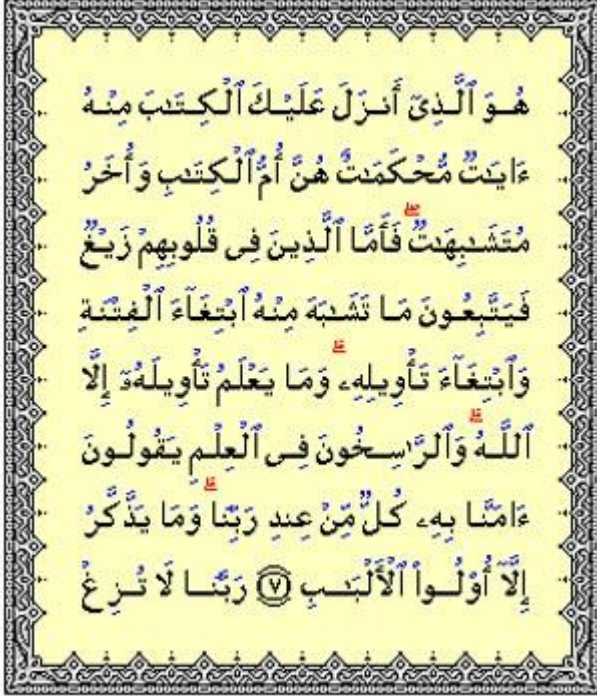 هُوَ ٱلَّذِىٓ أَنزَلَ عَلَيْكَ ٱلْكِتَٰبَ مِنْهُ
ءَايَٰتٌ مُّحْكَمَٰتٌ هُنَّ أُمُّ ٱلْكِتَٰبِ وَأُخَرُ
مُتَشَٰبِهَٰتٌ ۖ فَأَمَّا ٱلَّذِينَ فِى قُلُوبِهِمْ زَيْغٌ
فَيَتَّبِعُونَ مَا تَشَٰبَهَ مِنْهُ ٱبْتِغَآءَ ٱلْفِتْنَةِ
وَٱبْتِغَآءَ تَأْوِيلِهِۦ ۗ وَمَا يَعْلَمُ تَأْوِيلَهُۥٓ إِلَّا
ٱللَّهُ ۗ وَٱلرَّٰسِخُونَ فِى ٱلْعِلْمِ يَقُولُونَ
ءَامَنَّا بِهِۦ كُلٌّ مِّنْ عِندِ رَبِّنَا ۗ وَمَا يَذَّكَّرُ
إِلَّآ أُو۟لُوا۟ ٱلْأَلْبَٰبِ ٧ رَبَّنَا لَا تُزِغْ